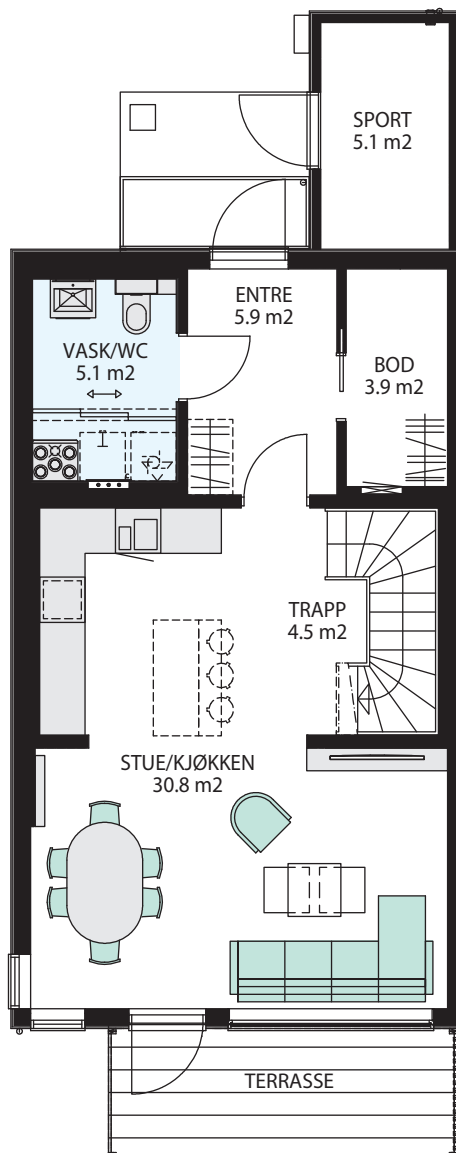 SPORT
5.1 m2
ENTRE
5.9 m2
VASK/WC
5.1 m2
BOD
3.9 m2
TRAPP
4.5 m2
STUE/KJØKKEN
30.8 m2
TERRASSE